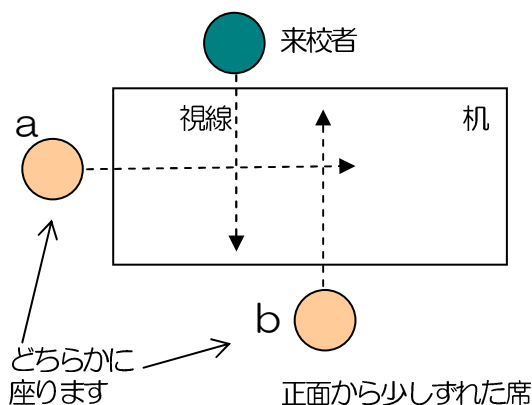 来校者
視線
机
a
b
どちらかに
座ります
正面から少しずれた席